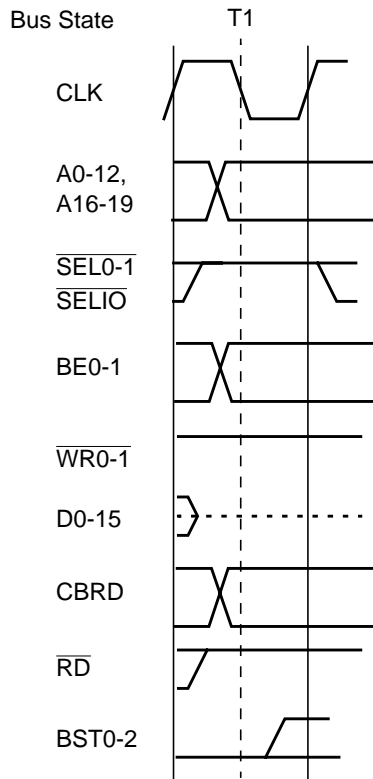 Bus State T1
CLK
A0-12,
A16-19
SEL0-1
SELIO
BE0-1
WR0-1
D0-15
CBRD
RD
BST0-2